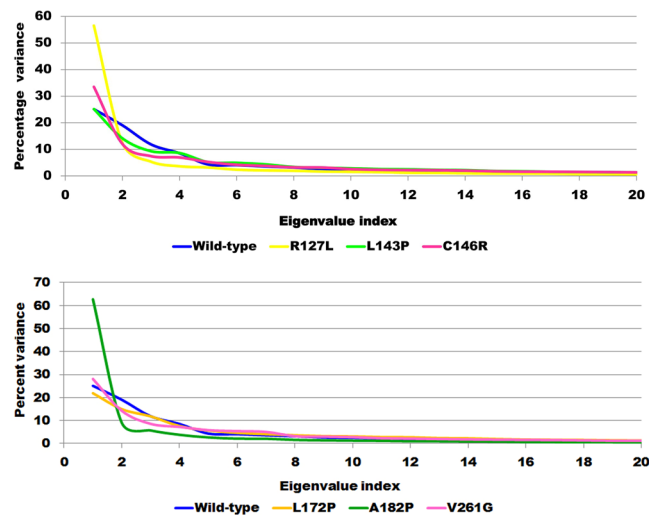 60
50
40
30
20
10
0
Percentage variance
0 2 4 6 8 10 12 14 16 18 20
Eigenvalue index
Wild-type R127L L143P C146R
70
60
50
40
30
20
10
0
Percent variance
0 2 4 6 8 10 12 14 16 18 20
Eigenvalue index
Wild-type L172P A182P V261G